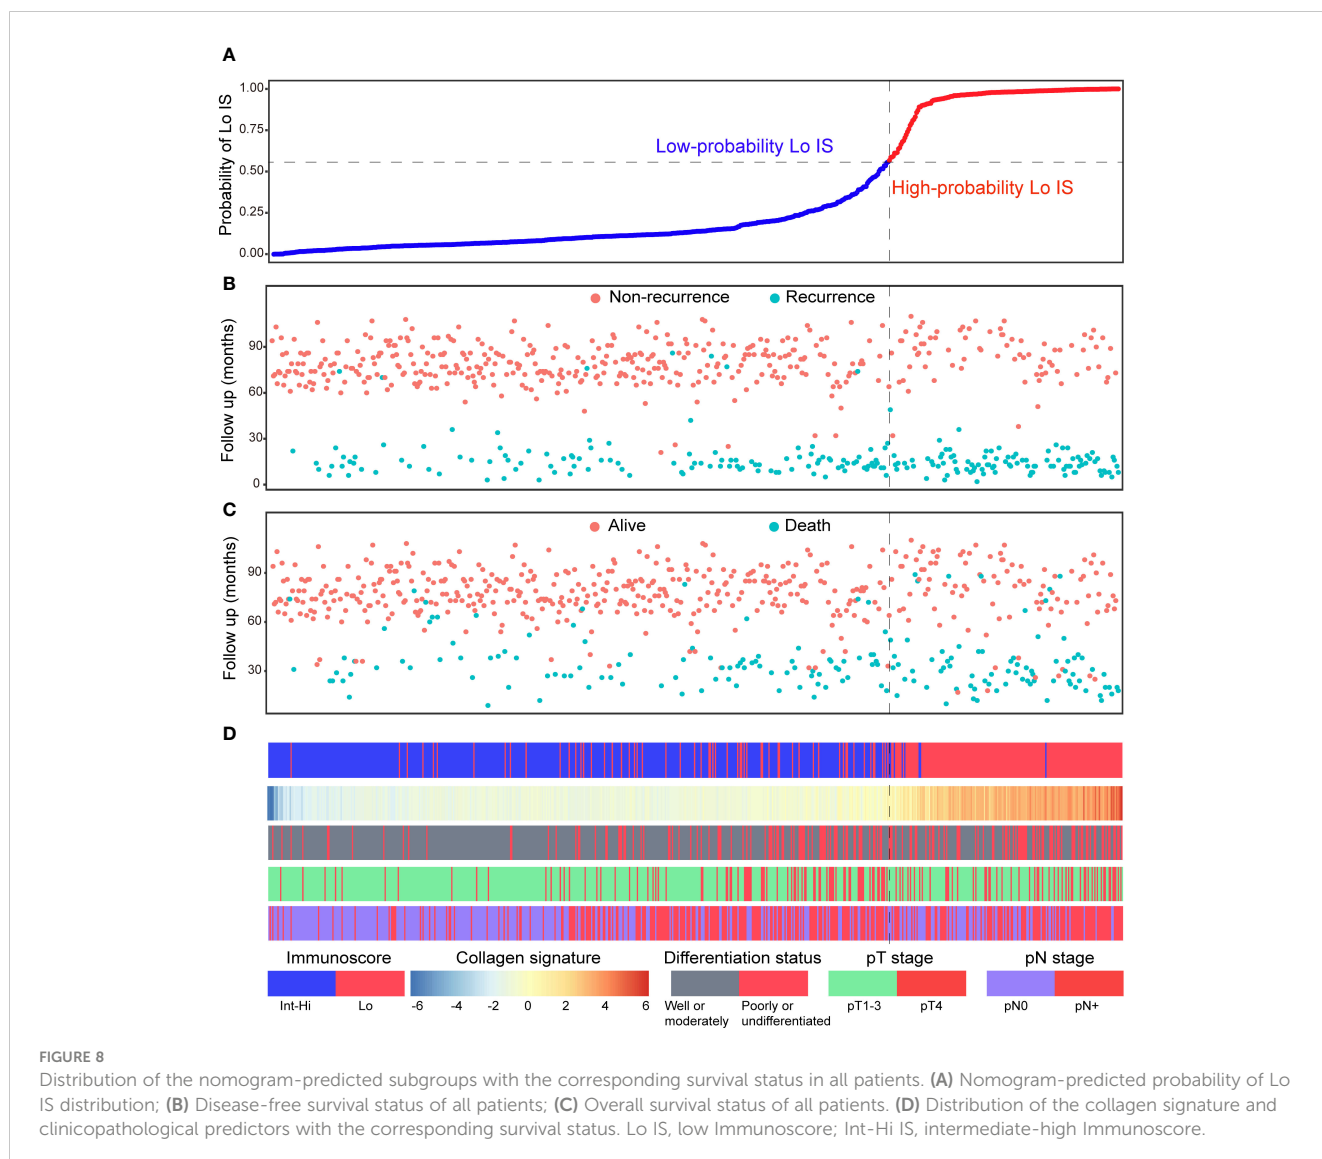 A
Probability of Lo IS
1.00
0.75
0.50
0.25
0.00
Low-probability Lo IS
High-probability Lo IS
B
Follow up (months)
90
60
30
0
Non-recurrence
Recurrence
C
Follow up (months)
90
60
30
Alive
Death
D
Immunoscore
Collagen signature
Differentiation status
pT stage
pN stage
Int-Hi
Lo
-6
-4
-2
0
2
4
6
Well or
moderately
Poorly or
undifferentiated
pT1-3
pT4
pN0
pN+
FIGURE 8
Distribution of the nomogram-predicted subgroups with the corresponding survival status in all patients. (A) Nomogram-predicted probability of Lo
IS distribution; (B) Disease-free survival status of all patients; (C) Overall survival status of all patients. (D) Distribution of the collagen signature and
clinicopathological predictors with the corresponding survival status. Lo IS, low Immunoscore; Int-Hi IS, intermediate-high Immunoscore.